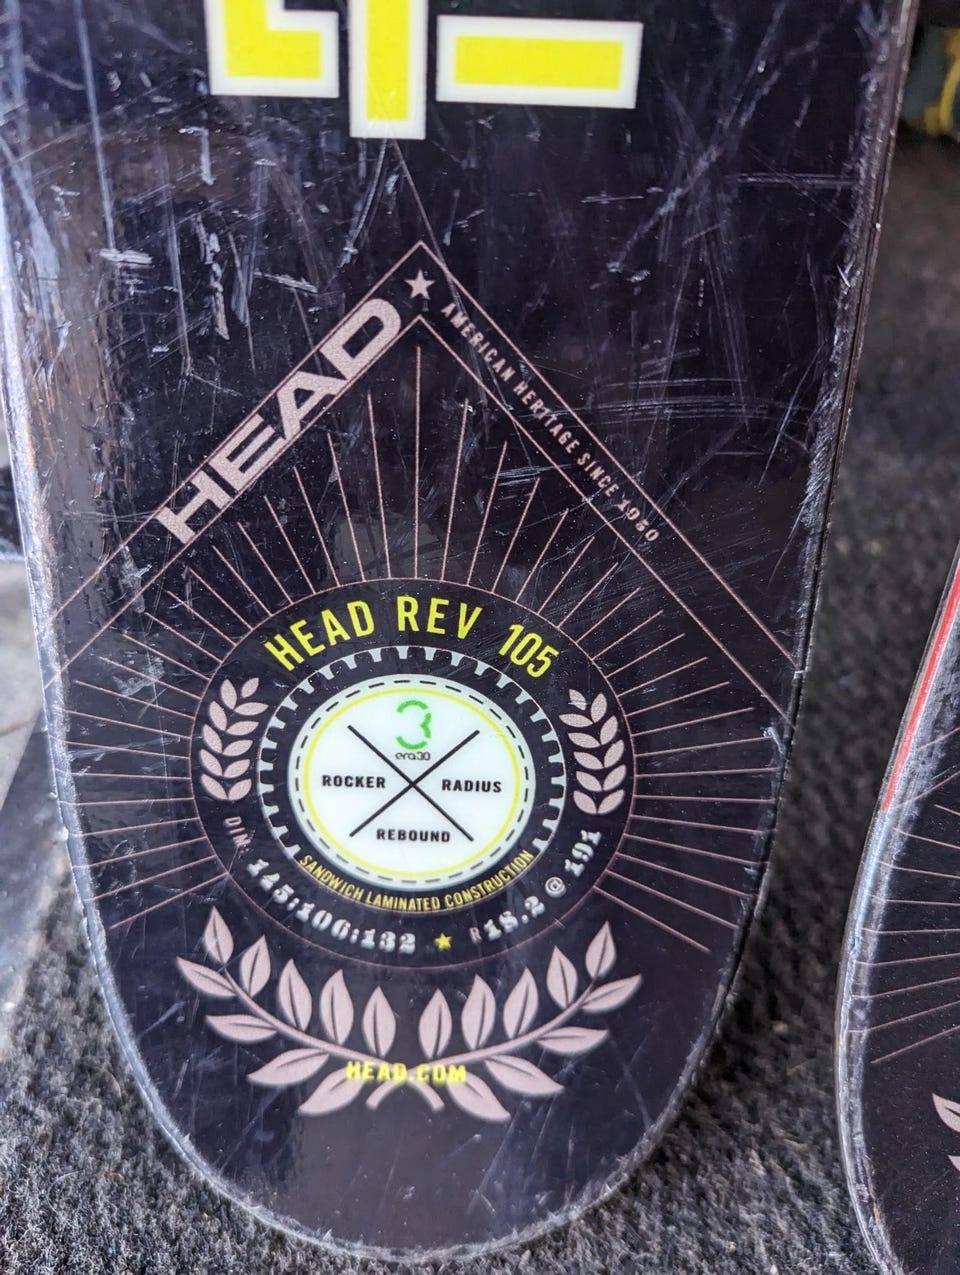 HEAD
AMERICAN HERITAGE SINCE 1950
HEAD REV 105
3
era3.0
ROCKER
RADIUS
REBOUND
SANDWICH LAMINATED CONSTRUCTION
DIM: 145:106:132 ★ R 18.2 @ 191
HEAD.COM